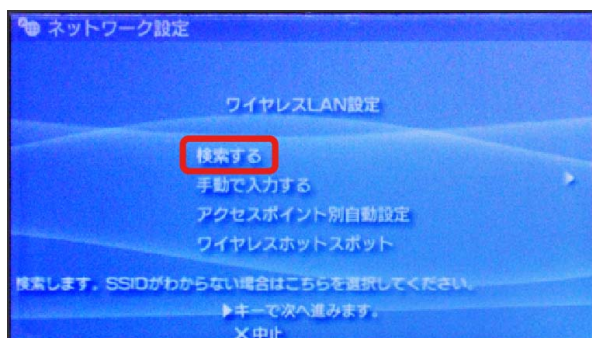 ネットワーク設定
ワイヤレスLAN設定
検索する
手動で入力する
アクセスポイント別自動設定
ワイヤレスホットスポット
検索します。SSIDがわからない場合はこちらを選択してください。
▶キーで次へ進みます。
✕中止